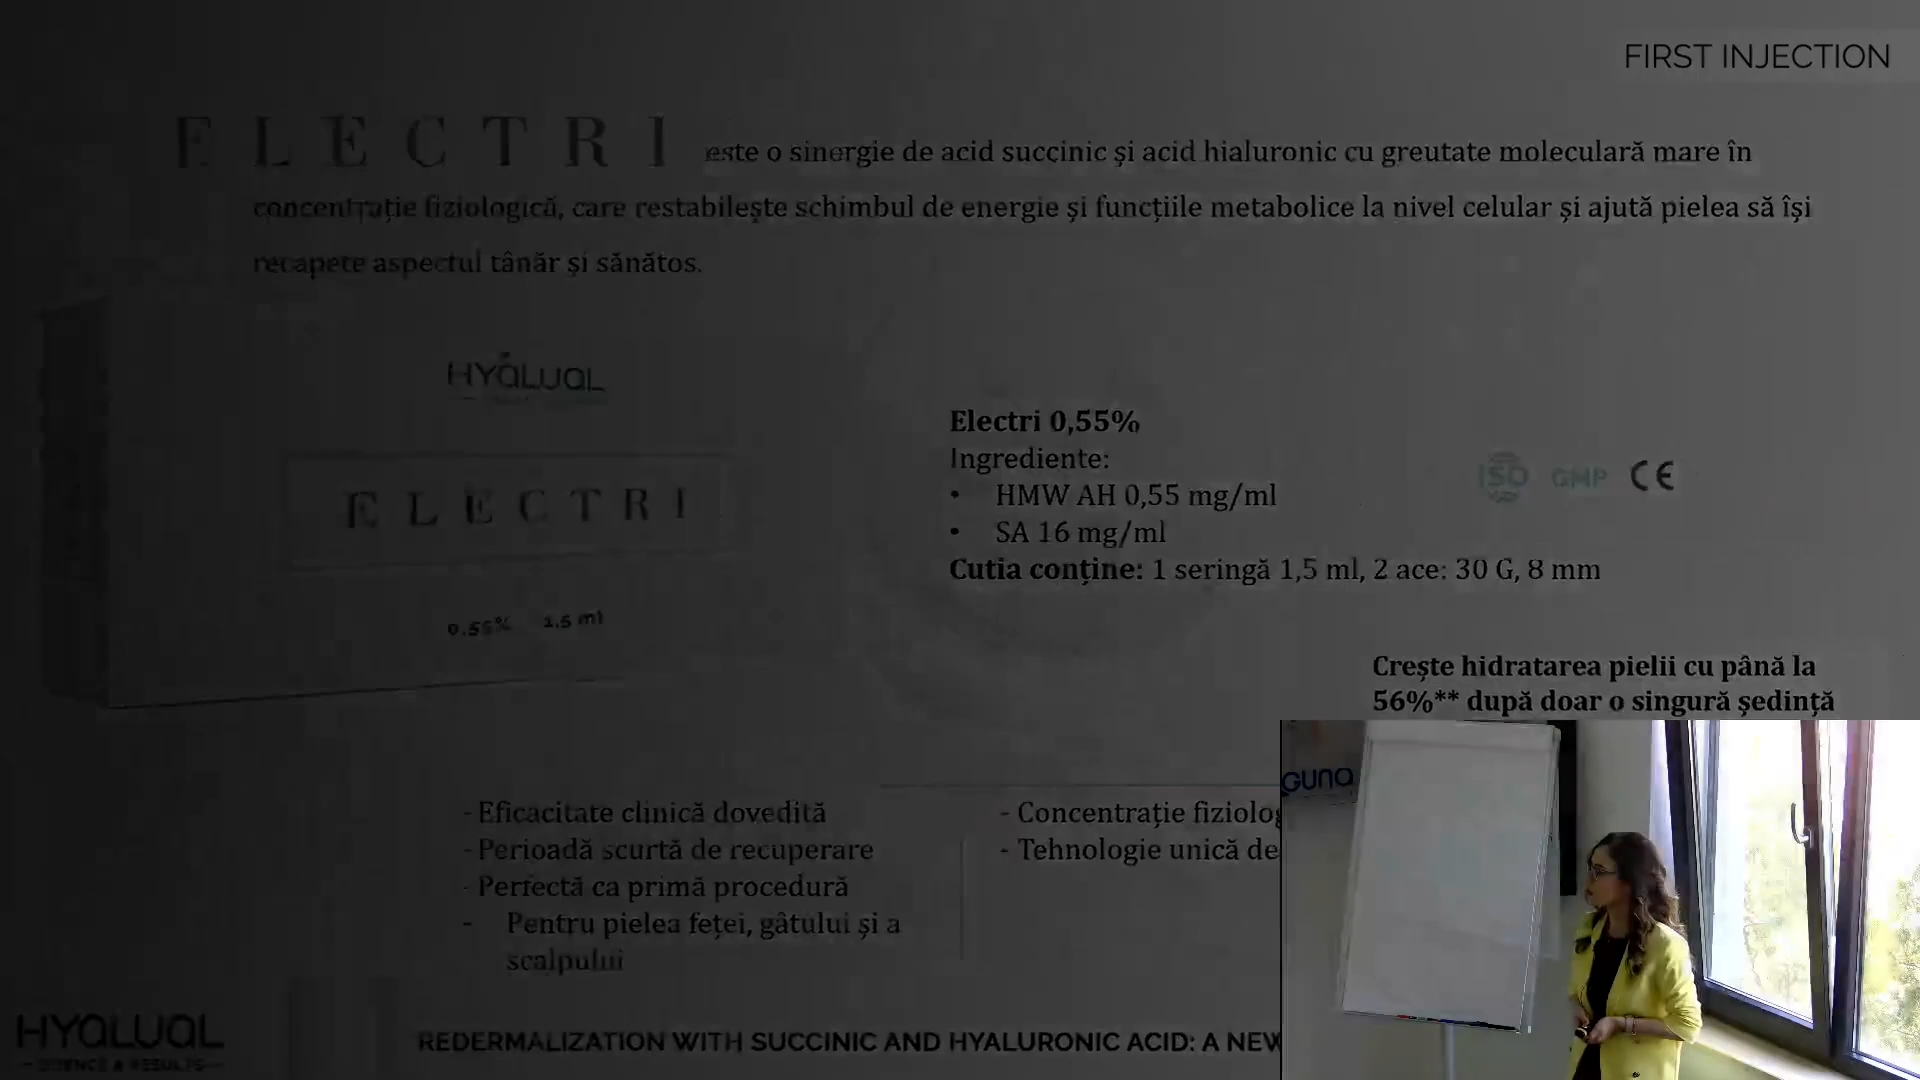 FIRST INJECTION
ELECTRI este o sinergie de acid succinic și acid hialuronic cu greutate moleculară mare în
concentrație fiziologică, care restabilește schimbul de energie și funcțiile metabolice la nivel celular și ajută pielea să își
recapete aspectul tânăr și sănătos.
HYALUAL
ELECTRI
0.55% 1.5 ml
Electri 0,55%
Ingrediente:
• HMW AH 0,55 mg/ml
• SA 16 mg/ml
Cutia conține: 1 seringă 1,5 ml, 2 ace: 30 G, 8 mm
ISO GMP CE
Crește hidratarea pielii cu până la
56%** după doar o singură ședință
- Eficacitate clinică dovedită
- Perioadă scurtă de recuperare
- Perfectă ca primă procedură
- Pentru pielea feței, gâtului și a
scalpului
- Concentrație fiziolog
- Tehnologie unică de
GUNA
HYALUAL
SCIENCE & RESULTS
REDERMALIZATION WITH SUCCINIC AND HYALURONIC ACID: A NEW